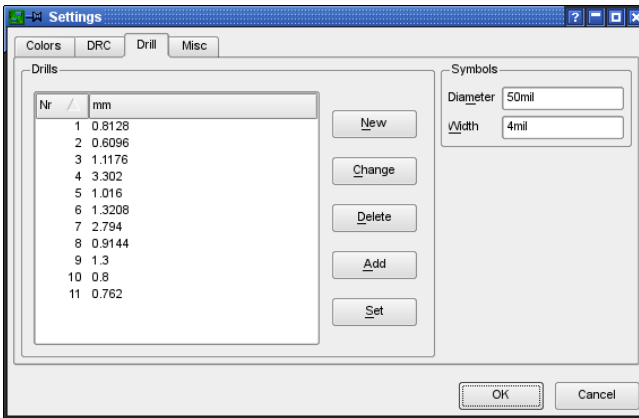 Settings
Colors DRC Drill Misc
Drills
Nr mm
1 0.8128
2 0.6096
3 1.1176
4 3.302
5 1.016
6 1.3208
7 2.794
8 0.9144
9 1.3
10 0.8
11 0.762
New
Change
Delete
Add
Set
Symbols
Diameter 50mil
Width 4mil
OK Cancel